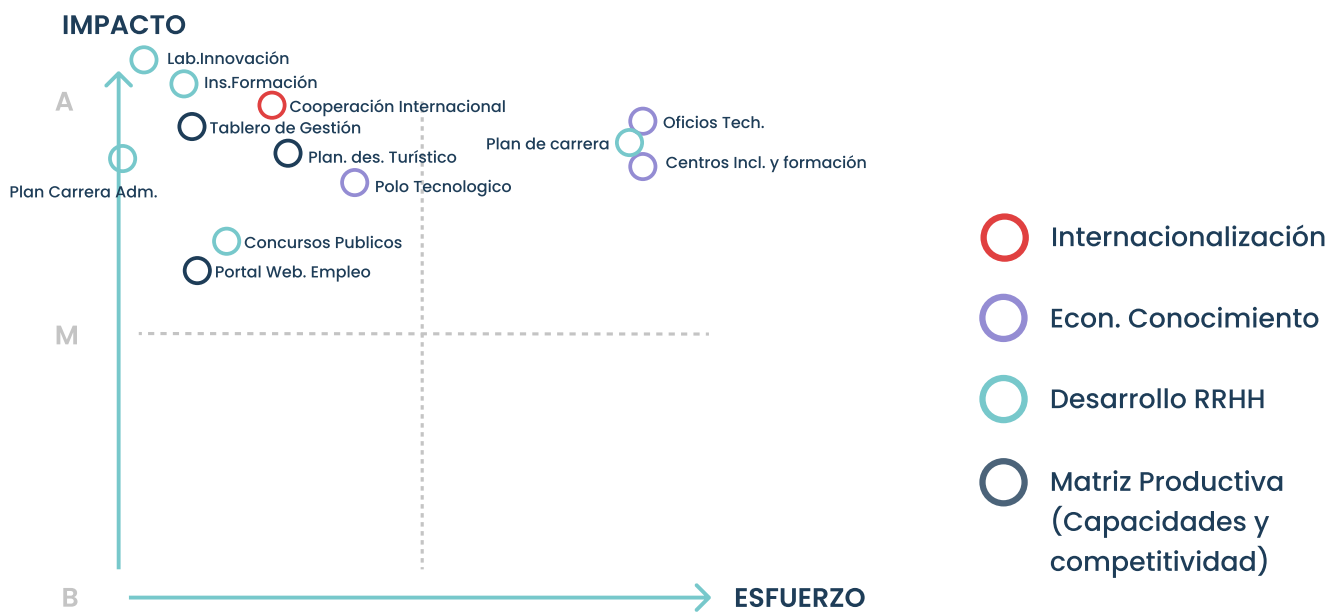 IMPACTO
Lab.Innovación
Ins.Formación
A
Cooperación Internacional
Tablero de Gestión
Oficios Tech.
Plan de carrera
Plan. des. Turístico
Centros Incl. y formación
Polo Tecnologico
Plan Carrera Adm.
Concursos Publicos
Portal Web. Empleo
M
B
ESFUERZO
Internacionalización
Econ. Conocimiento
Desarrollo RRHH
Matriz Productiva
(Capacidades y
competitividad)